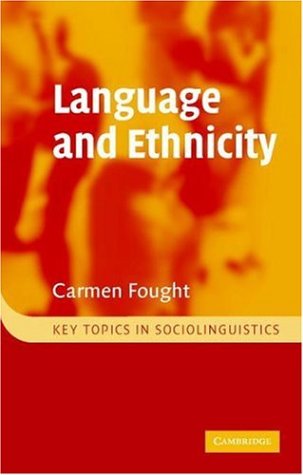 Language
and Ethnicity
Carmen Fought
KEY TOPICS IN SOCIOLINGUISTICS
CAMBRIDGE